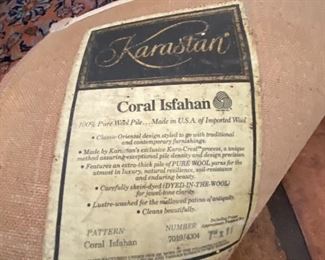 Karastan
Coral Isfahan
100% Pure Wool Pile... Made in U.S.A. of Imported Wool
• Classic Oriental design styled to go with traditional
and contemporary furnishings.
• Made by Karastan's exclusive Kara-Crest process, a unique
method assuring exceptional pile density and design precision.
• Features an extra-thick pile of PURE WOOL yarns for the
utmost in luxury, natural resilience, soil-resistance
and enduring beauty.
• Carefully skein-dyed (DYED-IN-THE-WOOL)
for jewel-tone clarity.
• Lustre-washed for the mellowed patina of antiquity.
• Cleans beautifully.
PATTERN NUMBER
Coral Isfahan 7019/4304